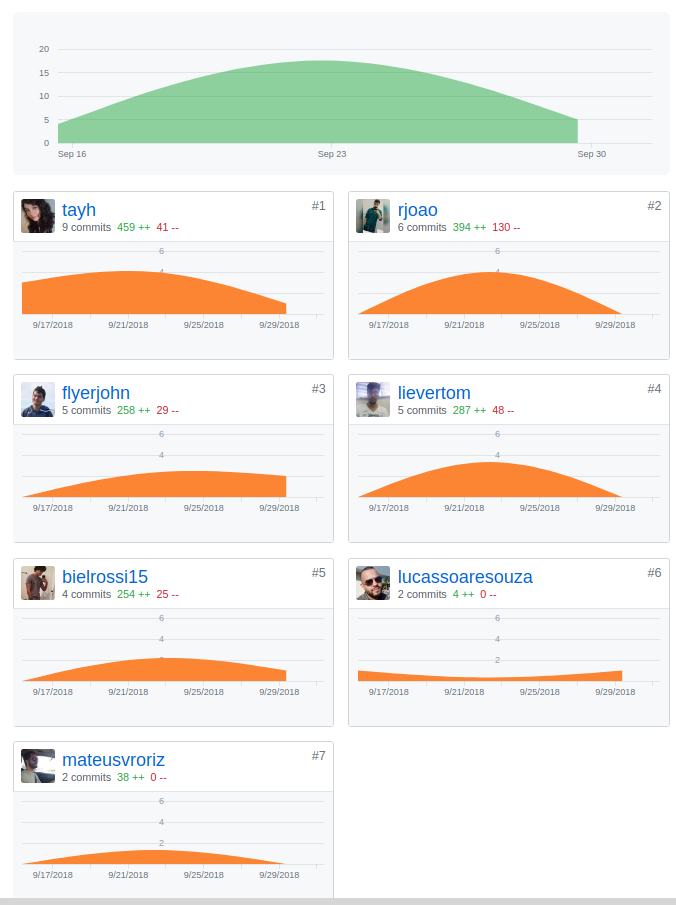 20
15
10
5
0
Sep 16 Sep 23 Sep 30
tayh #1
9 commits 459 ++ 41 --
6
4
9/17/2018 9/21/2018 9/25/2018 9/29/2018
rjoao #2
6 commits 394 ++ 130 --
6
4
9/17/2018 9/21/2018 9/25/2018 9/29/2018
flyerjohn #3
5 commits 258 ++ 29 --
6
4
9/17/2018 9/21/2018 9/25/2018 9/29/2018
lievertom #4
5 commits 287 ++ 48 --
6
4
9/17/2018 9/21/2018 9/25/2018 9/29/2018
bielrossi15 #5
4 commits 254 ++ 25 --
6
4
9/17/2018 9/21/2018 9/25/2018 9/29/2018
lucassoaresouza #6
2 commits 4 ++ 0 --
6
4
2
9/17/2018 9/21/2018 9/25/2018 9/29/2018
mateusvroriz #7
2 commits 38 ++ 0 --
6
4
2
9/17/2018 9/21/2018 9/25/2018 9/29/2018